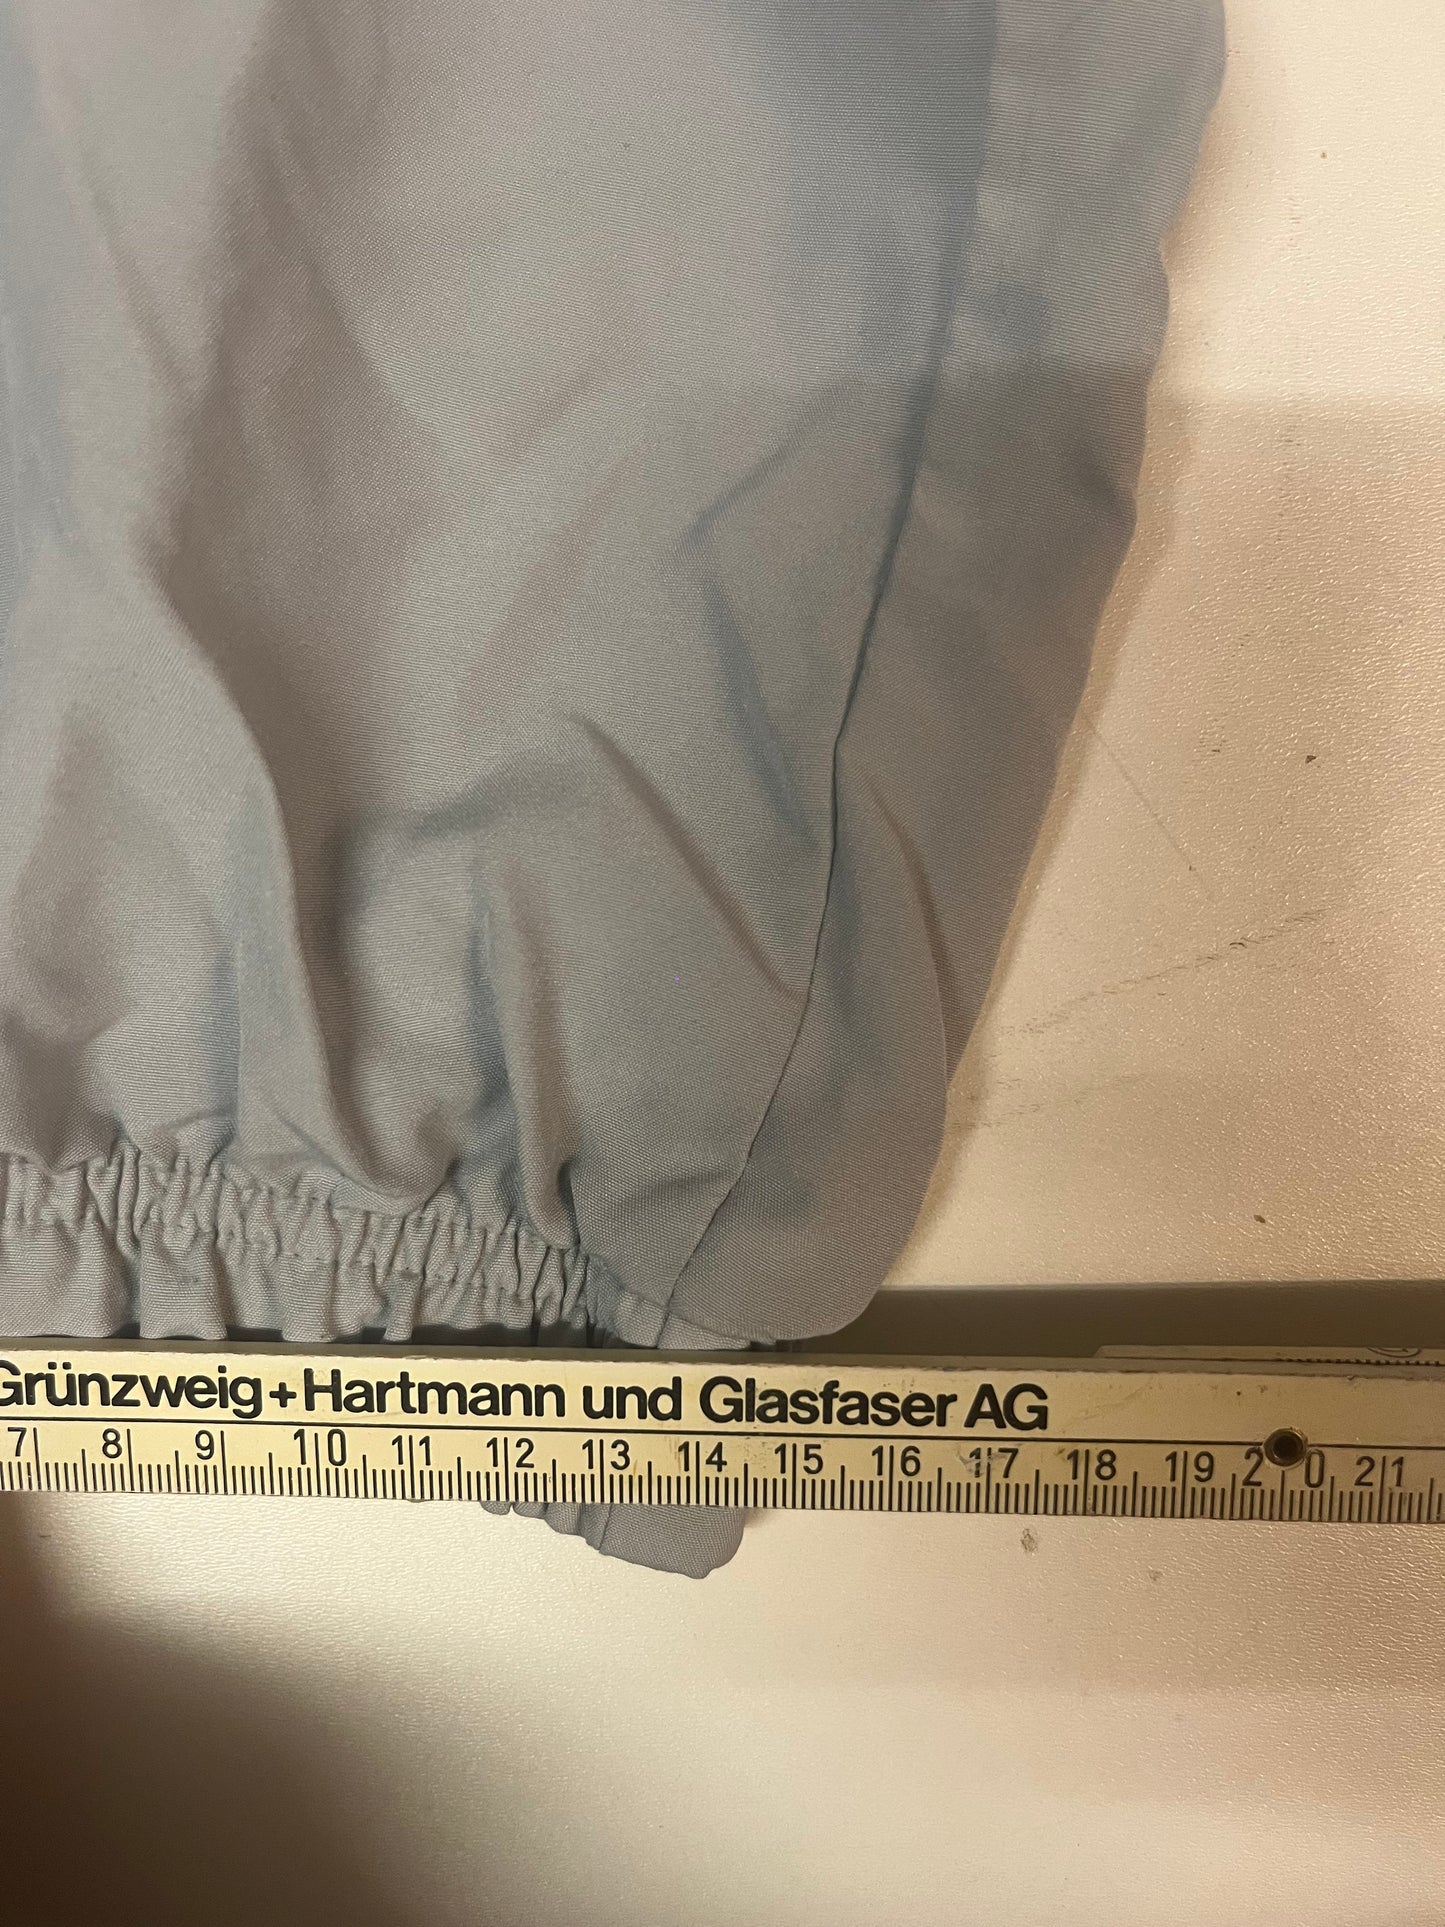 Grünzweig+Hartmann und Glasfaser AG
7 8 9 10 11 12 13 14 15 16 17 18 19 20 21